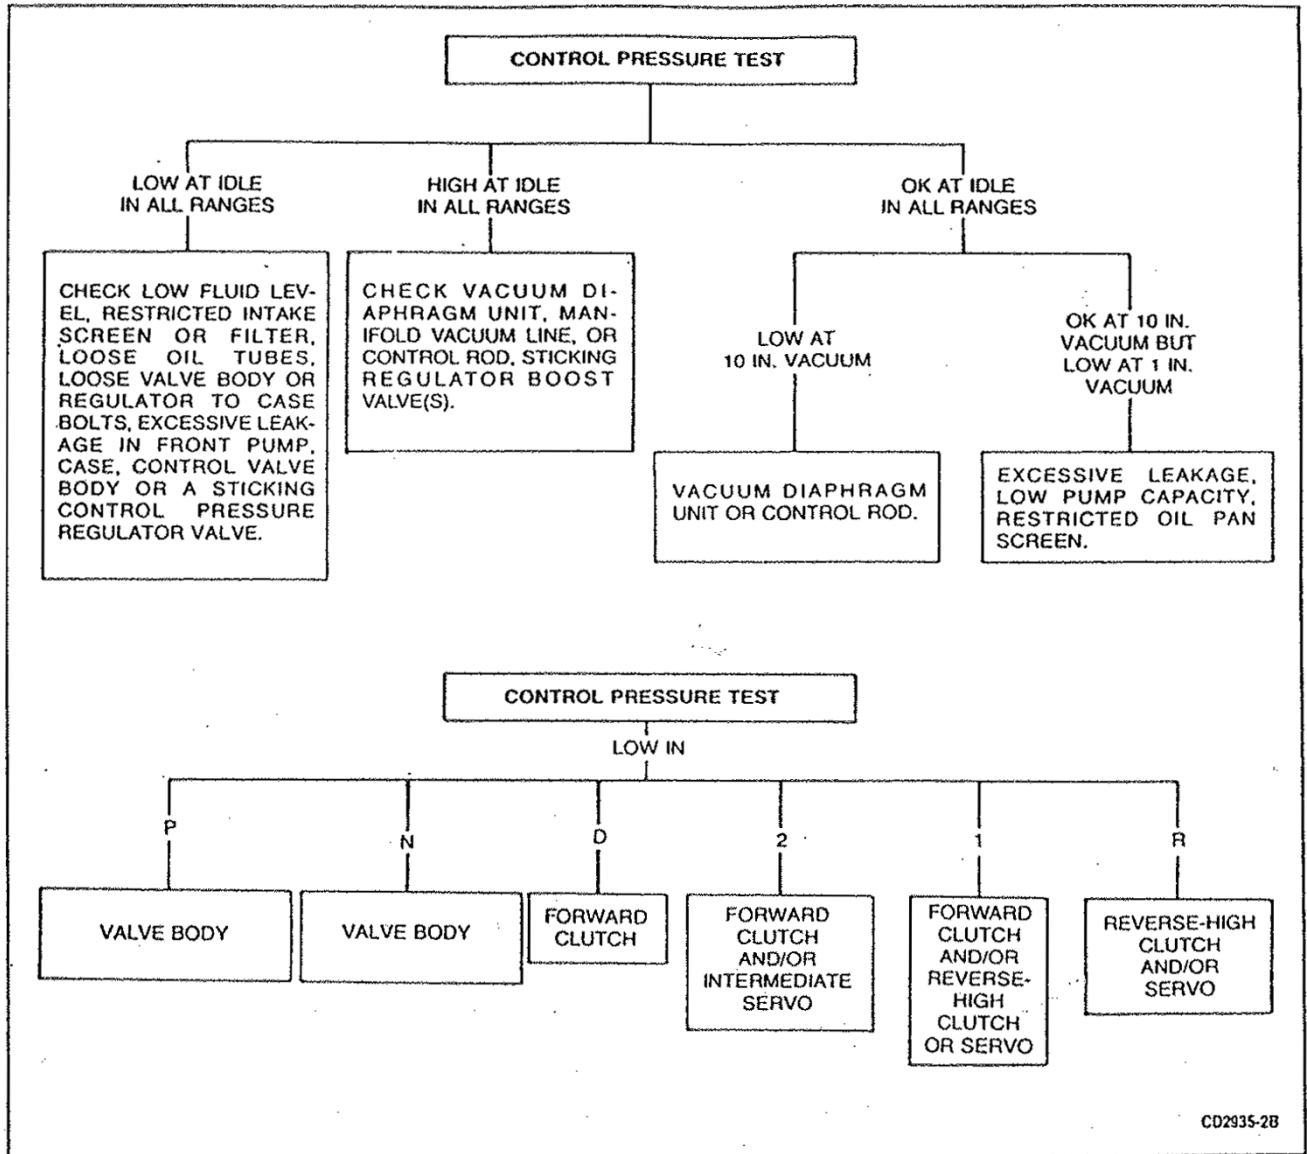 CONTROL PRESSURE TEST
LOW AT IDLE
IN ALL RANGES
HIGH AT IDLE
IN ALL RANGES
OK AT IDLE
IN ALL RANGES
CHECK LOW FLUID LEV-
EL, RESTRICTED INTAKE
SCREEN OR FILTER,
LOOSE OIL TUBES,
LOOSE VALVE BODY OR
REGULATOR TO CASE
BOLTS, EXCESSIVE LEAK-
AGE IN FRONT PUMP,
CASE, CONTROL VALVE
BODY OR A STICKING
CONTROL PRESSURE
REGULATOR VALVE.
CHECK VACUUM DI-
APHRAGM UNIT, MAN-
IFOLD VACUUM LINE, OR
CONTROL ROD, STICKING
REGULATOR BOOST
VALVE(S).
LOW AT
10 IN. VACUUM
OK AT 10 IN.
VACUUM BUT
LOW AT 1 IN.
VACUUM
VACUUM DIAPHRAGM
UNIT OR CONTROL ROD.
EXCESSIVE LEAKAGE,
LOW PUMP CAPACITY,
RESTRICTED OIL PAN
SCREEN.
CONTROL PRESSURE TEST
LOW IN
P
N
D
2
1
R
VALVE BODY
VALVE BODY
FORWARD
CLUTCH
FORWARD
CLUTCH
AND/OR
INTERMEDIATE
SERVO
FORWARD
CLUTCH
AND/OR
REVERSE-
HIGH
CLUTCH
OR SERVO
REVERSE-HIGH
CLUTCH
AND/OR
SERVO
CD2935-2B